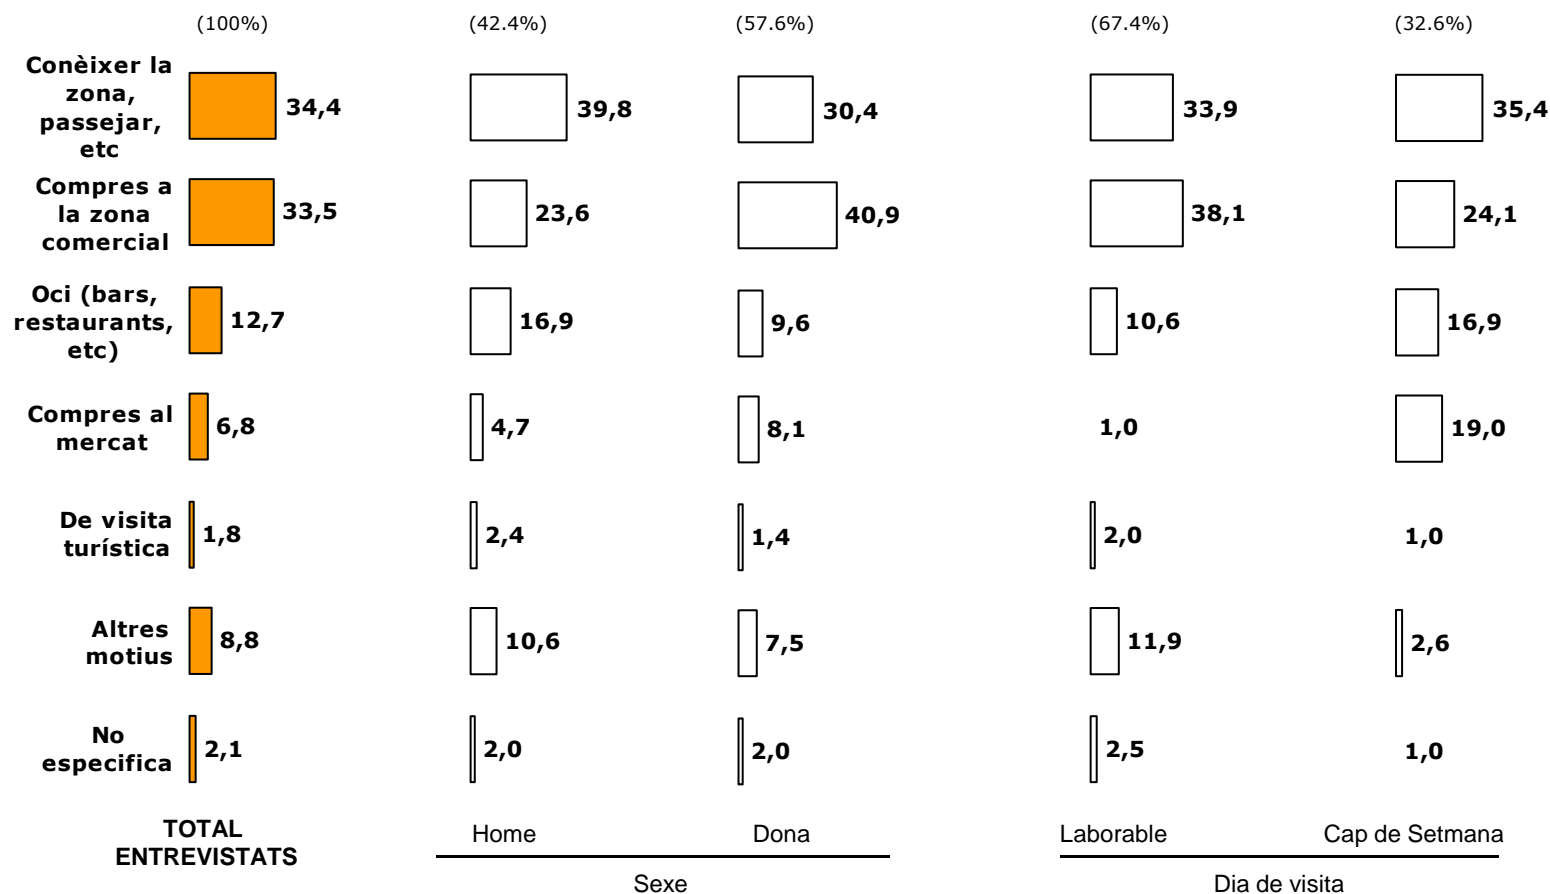 (100%) (42.4%) (57.6%) (67.4%) (32.6%)
Conèixer la
zona,
passejar,
etc
34,4 39,8 30,4 33,9 35,4
Compres a
la zona
comercial
33,5 23,6 40,9 38,1 24,1
Oci (bars,
restaurants,
etc)
12,7 16,9 9,6 10,6 16,9
Compres al
mercat
6,8 4,7 8,1 1,0 19,0
De visita
turística
1,8 2,4 1,4 2,0 1,0
Altres
motius
8,8 10,6 7,5 11,9 2,6
No
especifica
2,1 2,0 2,0 2,5 1,0
TOTAL
ENTREVISTATS
Home Dona Laborable Cap de Setmana
Sexe Dia de visita